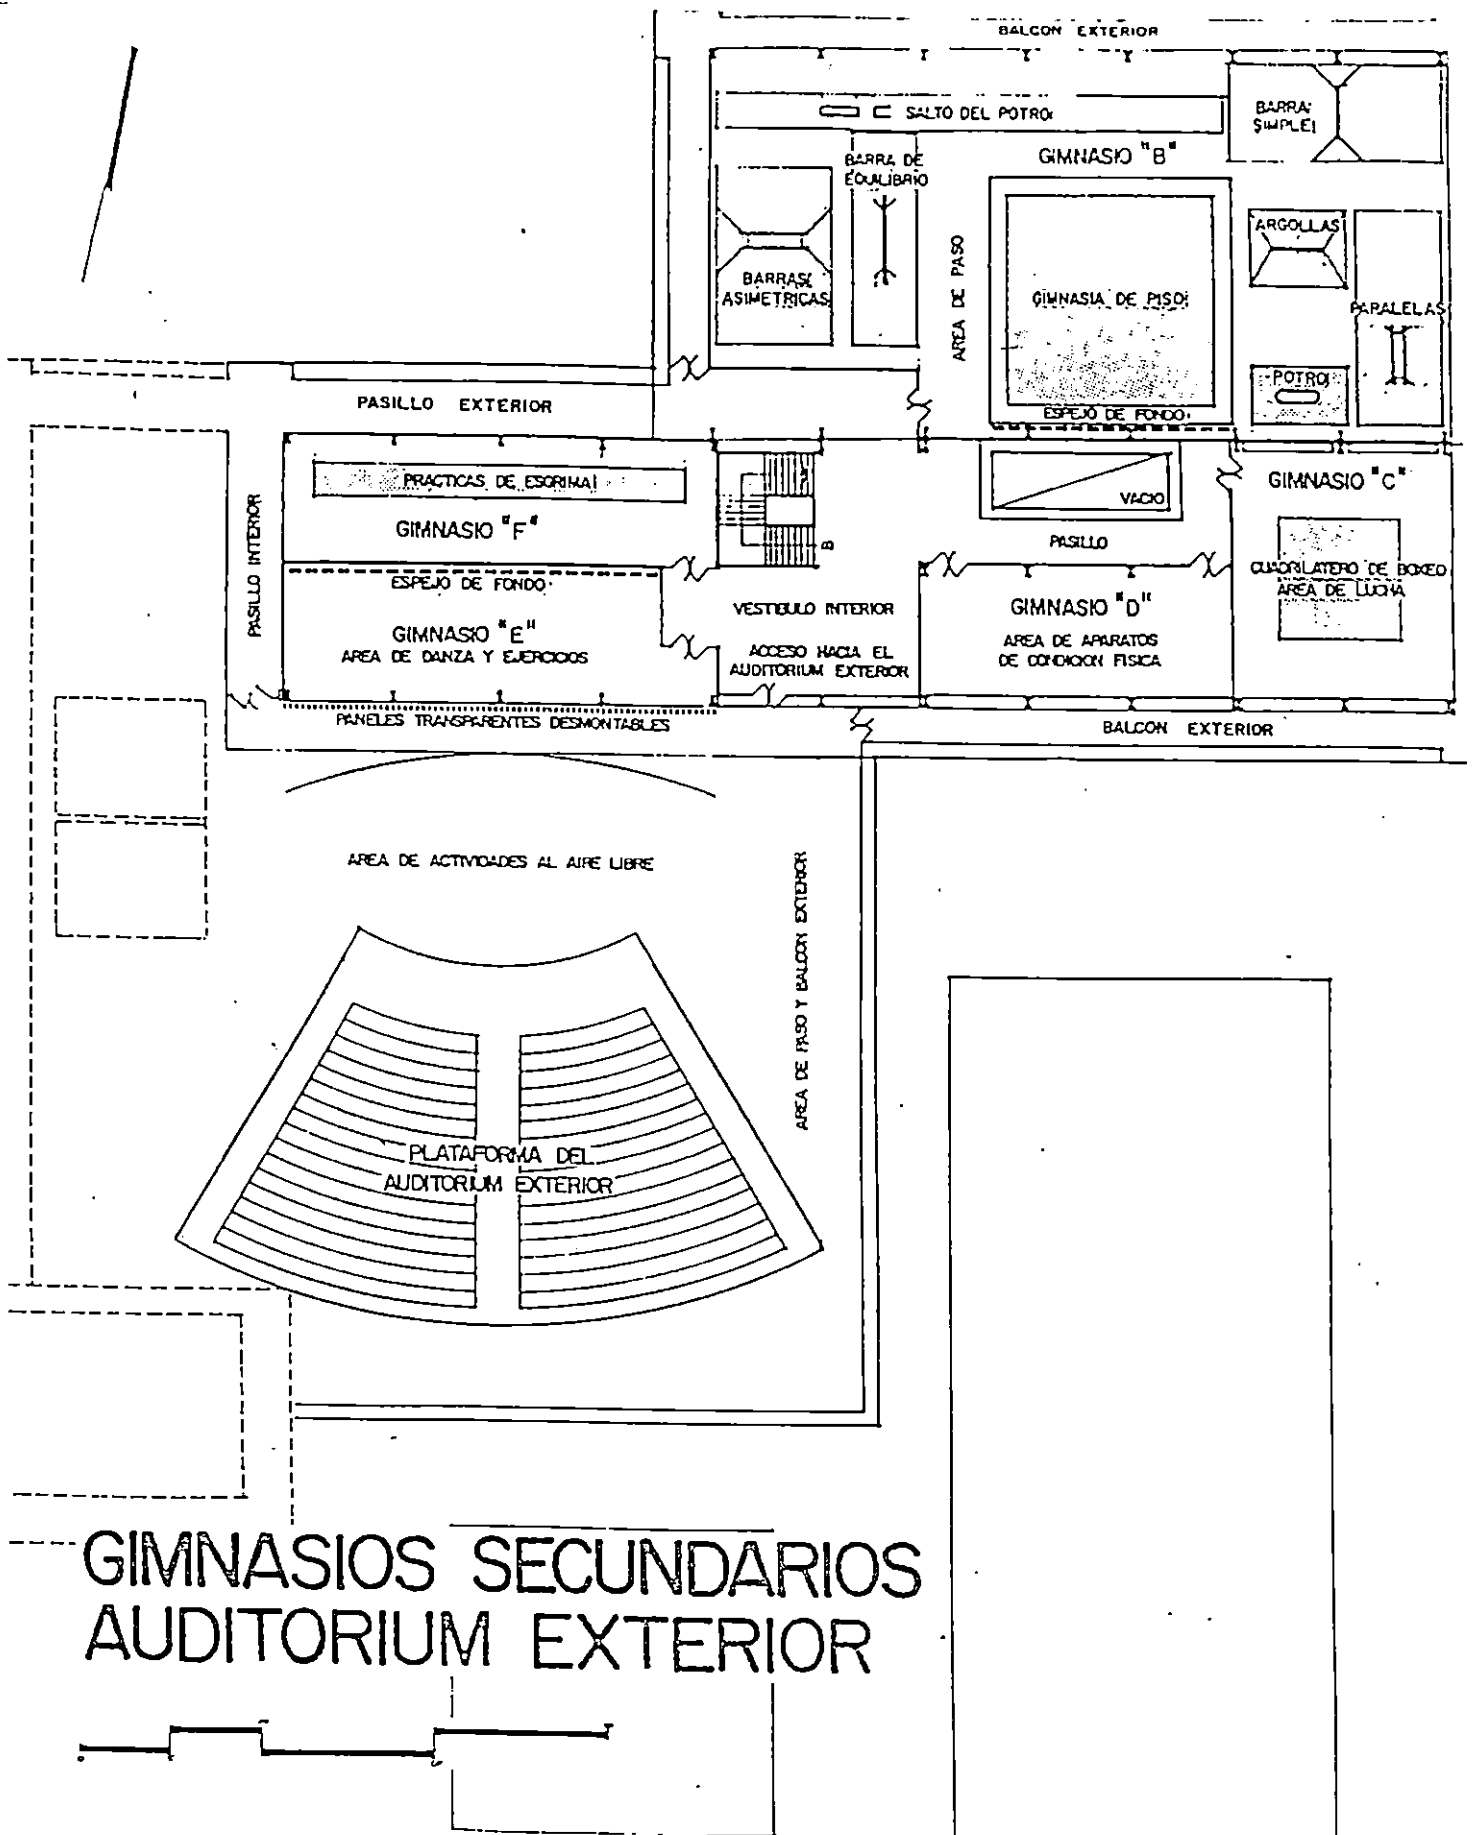 BALCON EXTERIOR
SALTO DEL POTRO
BARRA
SIMPLE
GIMNASIO "B"
BARRA DE
EQUILIBRIO
AREA DE PASO
ARGOLLAS
BARRAS
ASIMETRICAS
GIMNASIA DE PISO
PARALELAS
POTRO
ESPEJO DE FONDO
PASILLO EXTERIOR
PASILLO INTERIOR
PRACTICAS DE ESGRIMA
GIMNASIO "F"
B
VACIO
PASILLO
GIMNASIO "C"
CUADRILATERO DE BOXEO
AREA DE LUCHA
ESPEJO DE FONDO
GIMNASIO "E"
AREA DE DANZA Y EJERCICIOS
VESTIBULO INTERIOR
ACCESO HACIA EL
AUDITORIUM EXTERIOR
GIMNASIO "D"
AREA DE APARATOS
DE CONDICION FISICA
PANELES TRANSPARENTES DESMONTABLES
BALCON EXTERIOR
AREA DE ACTIVIDADES AL AIRE LIBRE
AREA DE PASO Y BALCON EXTERIOR
PLATAFORMA DEL
AUDITORIUM EXTERIOR
GIMNASIOS SECUNDARIOS
AUDITORIUM EXTERIOR